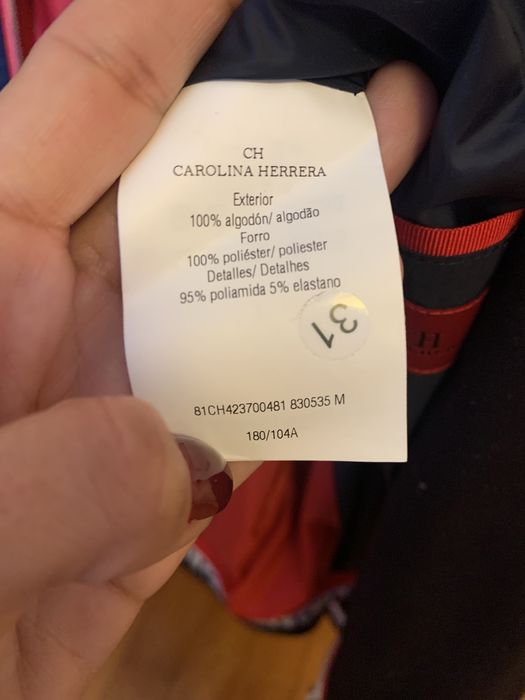 CH
CAROLINA HERRERA
Exterior
100% algodón/ algodão
Forro
100% poliéster/ poliester
Detalles/ Detalhes
95% poliamida 5% elastano
31
81CH423700481 830535 M
180/104A